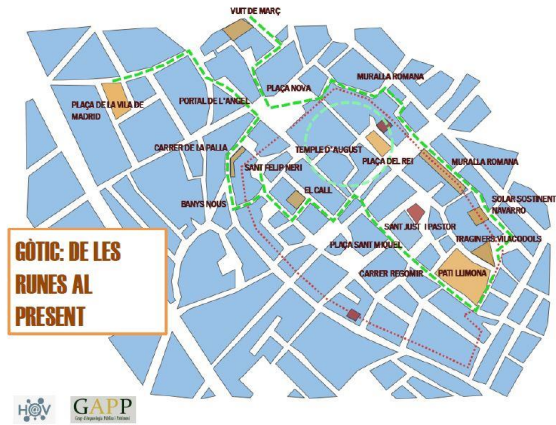 VUIT DE MARÇ
PLAÇA NOVA
MURALLA ROMANA
PLAÇA DE LA VILA DE
MADRID
PORTAL DE L'ANGEL
CARRER DE LA PALLA
TEMPLE D'AUGUST
SANT FELIP NERI
PLAÇA DEL REI
MURALLA ROMANA
EL CALL
BANYS NOUS
SOLAR SOSTINENT
NAVARRO
SANT JUST I PASTOR
TRAGINERS.VILACODOLS
PLAÇA SANT MIQUEL
CARRER REGOMIR
PATI LLIMONA
GÒTIC: DE LES
RUNES AL
PRESENT
H@V
GAPP